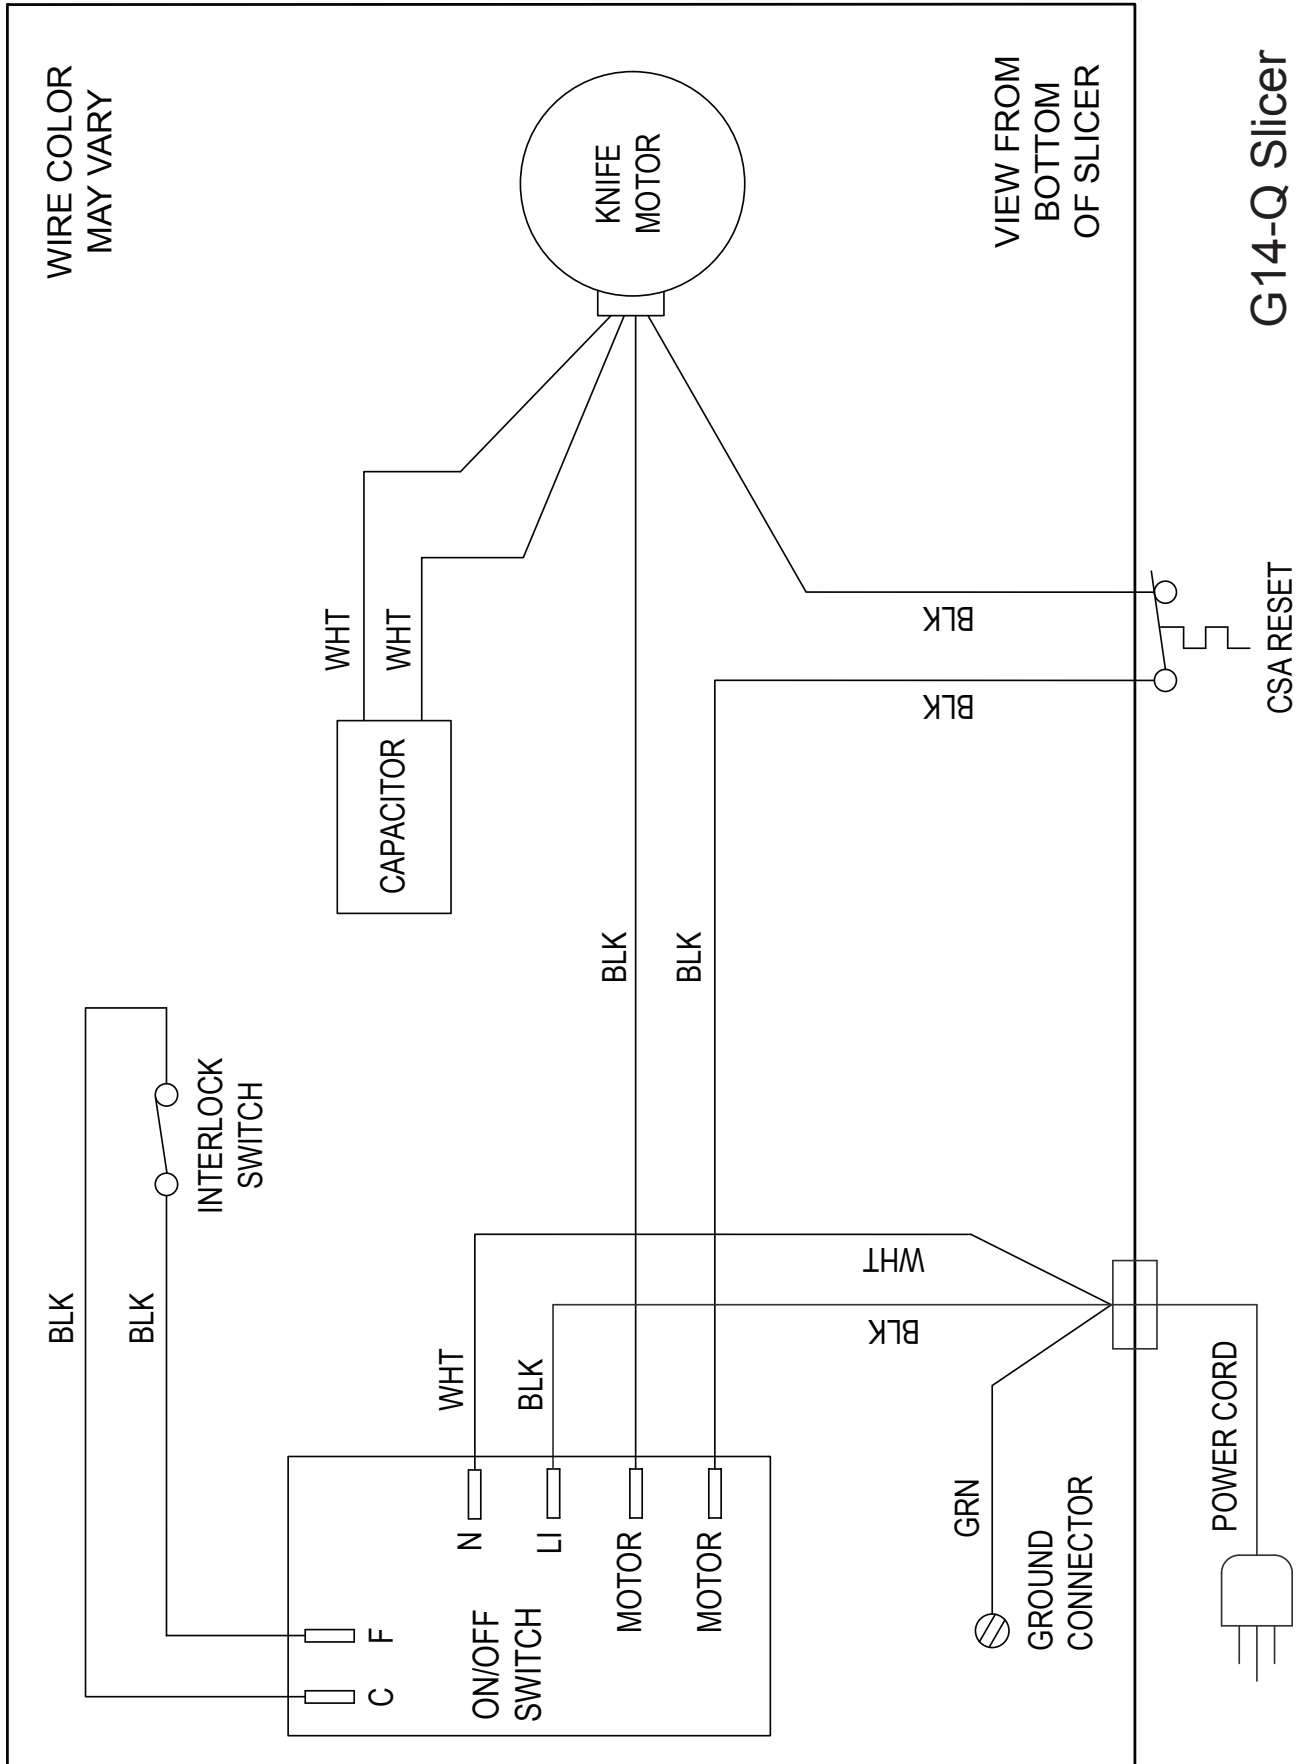 WIRE COLOR
MAY VARY
BLK
BLK
INTERLOCK
SWITCH
C
F
ON/OFF
SWITCH
N
LI
MOTOR
MOTOR
WHT
BLK
CAPACITOR
WHT
WHT
KNIFE
MOTOR
BLK
BLK
WHT
BLK
BLK
BLK
GRN
GROUND
CONNECTOR
VIEW FROM
BOTTOM
OF SLICER
POWER CORD
CSA RESET
G14-Q Slicer